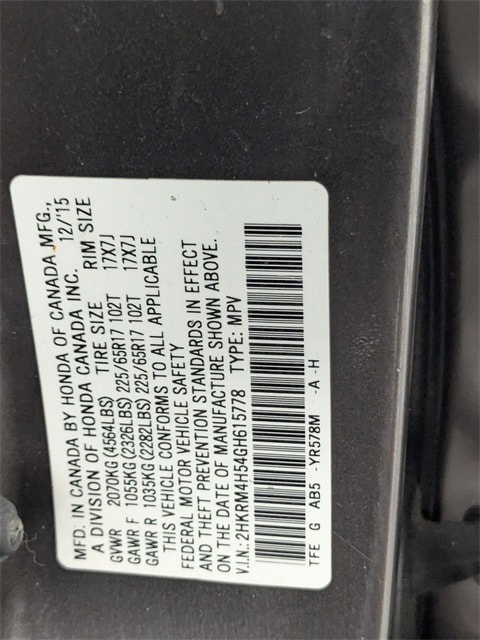 MFD. IN CANADA BY HONDA OF CANADA MFG.,
A DIVISION OF HONDA CANADA INC. 12/'15
GVWR 2070KG(4564LBS) TIRE SIZE RIM SIZE
GAWR F 1055KG(2326LBS) 225/65R17 102T 17X7J
GAWR R 1035KG(2282LBS) 225/65R17 102T 17X7J
THIS VEHICLE CONFORMS TO ALL APPLICABLE
FEDERAL MOTOR VEHICLE SAFETY
AND THEFT PREVENTION STANDARDS IN EFFECT
ON THE DATE OF MANUFACTURE SHOWN ABOVE.
V.I.N.: 2HKRM4H54GH615778 TYPE: MPV
TFE G AB5 -YR578M -A -H